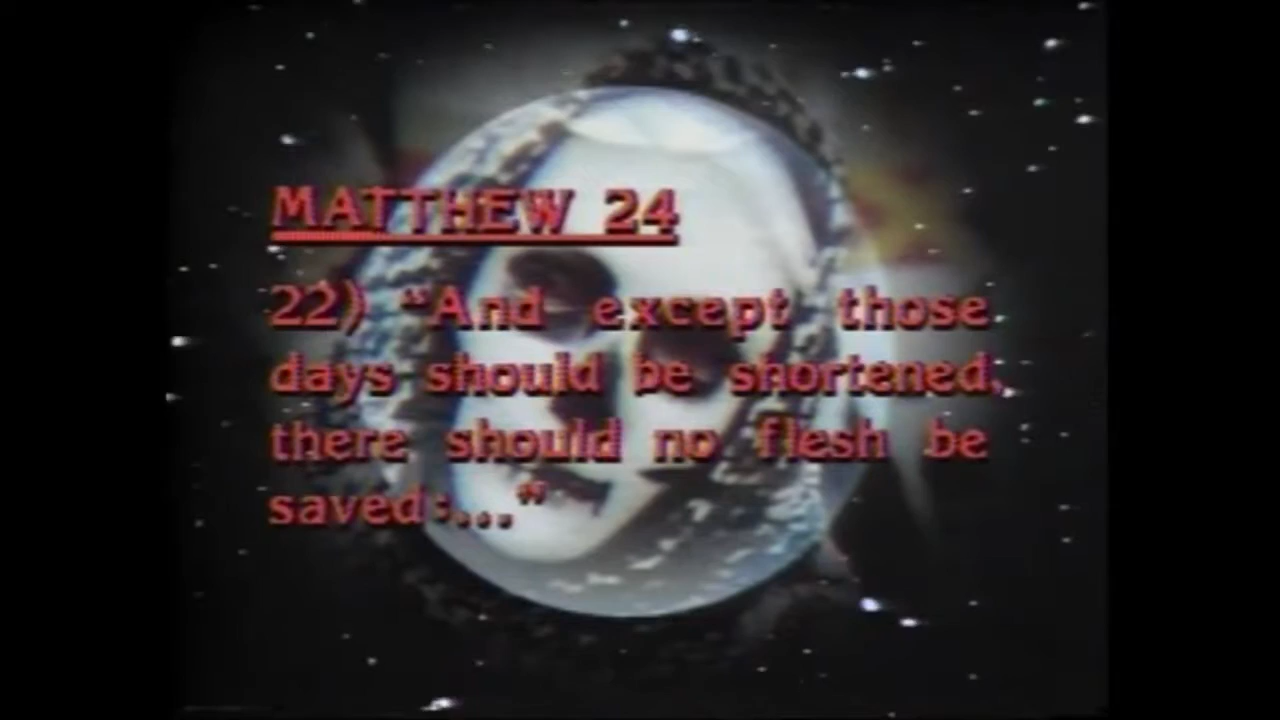 MATTHEW 24
22) "And except those
days should be shortened,
there should no flesh be
saved:..."